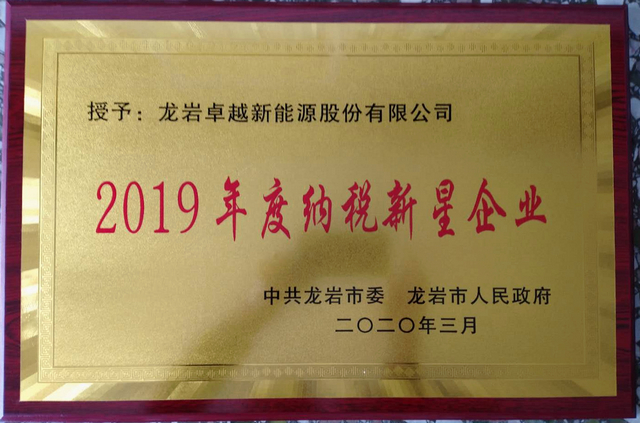 授予：龙岩卓越新能源股份有限公司
2019年度纳税新星企业
中共龙岩市委　龙岩市人民政府
二〇二〇年三月